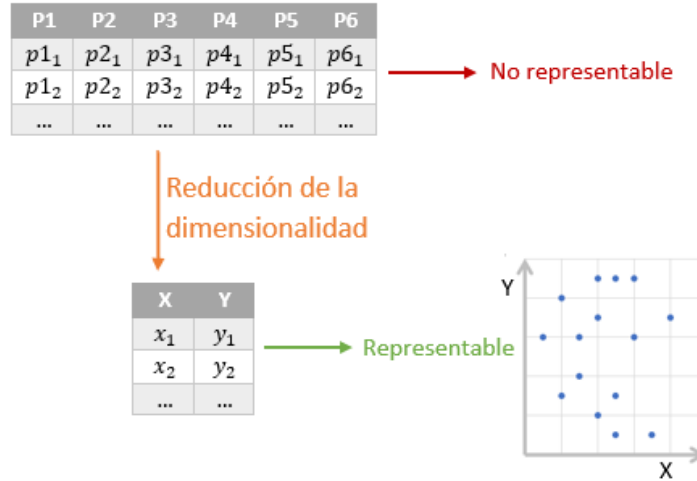 P1 P2 P3 P4 P5 P6
p1₁ p2₁ p3₁ p4₁ p5₁ p6₁
p1₂ p2₂ p3₂ p4₂ p5₂ p6₂
... ... ... ... ... ...
No representable
Reducción de la
dimensionalidad
X Y
x₁ y₁
x₂ y₂
... ...
Representable
Y
X